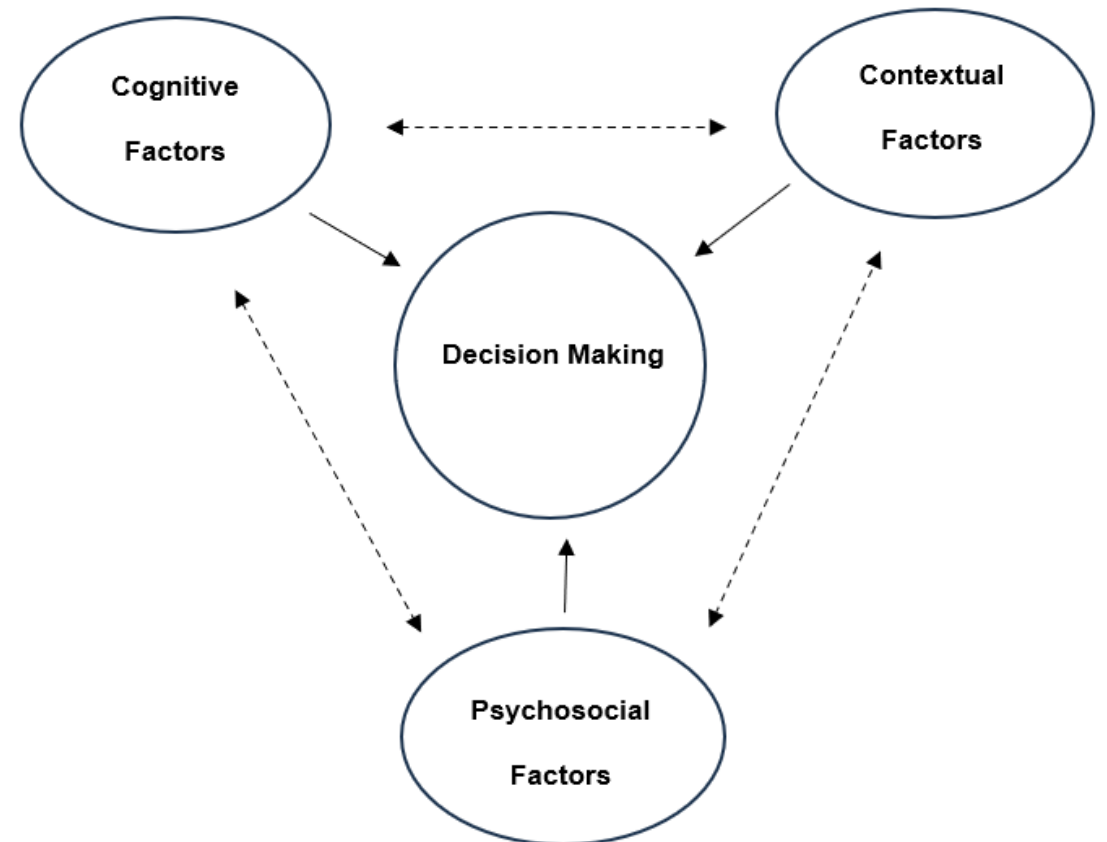 Cognitive
Factors
Contextual
Factors
Decision Making
Psychosocial
Factors